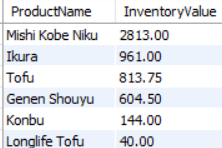 ProductName InventoryValue
Mishi Kobe Niku 2813.00
Ikura 961.00
Tofu 813.75
Genen Shouyu 604.50
Konbu 144.00
Longlife Tofu 40.00